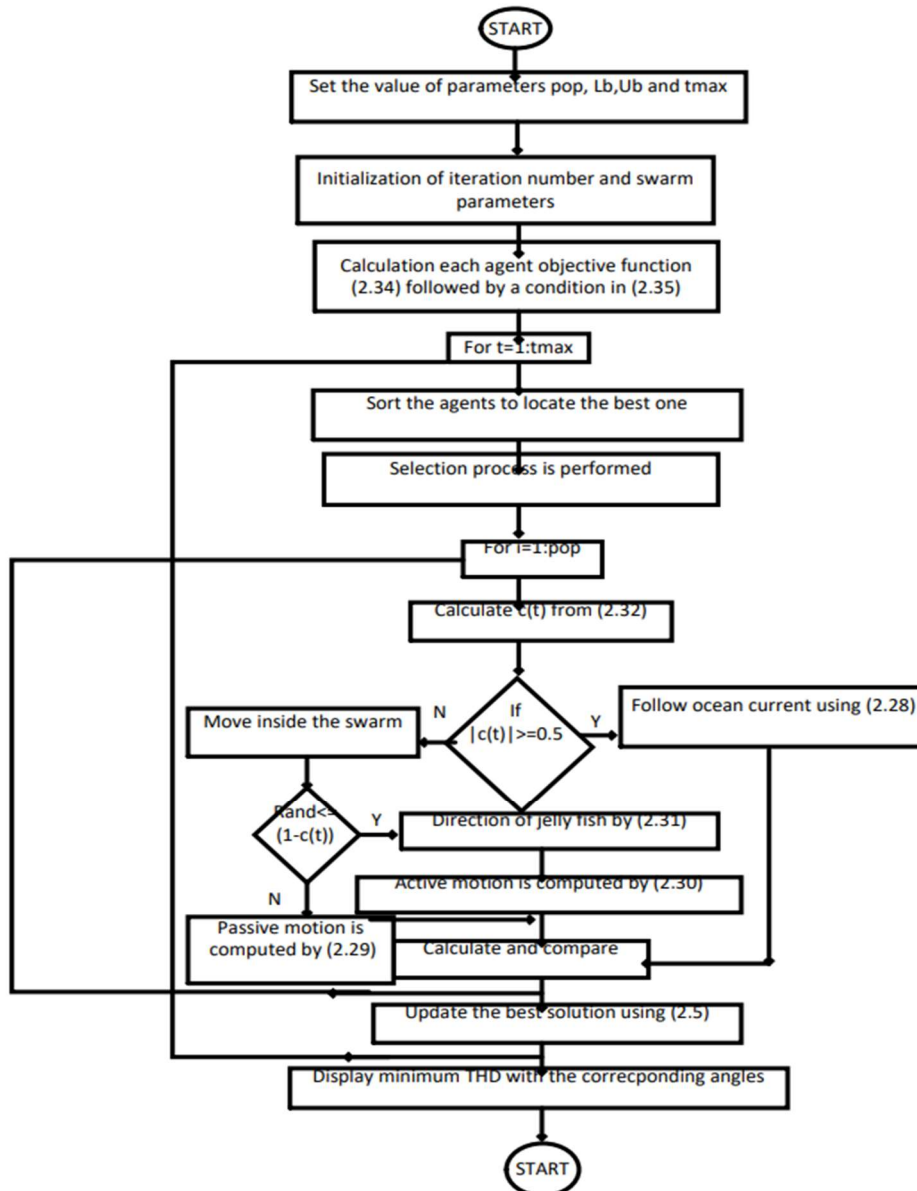 START
Set the value of parameters pop, Lb,Ub and tmax
Initialization of iteration number and swarm
parameters
Calculation each agent objective function
(2.34) followed by a condition in (2.35)
For t=1:tmax
Sort the agents to locate the best one
Selection process is performed
For i=1:pop
Calculate c(t) from (2.32)
If
|c(t)|>=0.5
N
Y
Move inside the swarm
Follow ocean current using (2.28)
Rand<=
(1-c(t))
Y
N
Direction of jelly fish by (2.31)
Active motion is computed by (2.30)
Passive motion is
computed by (2.29)
Calculate and compare
Update the best solution using (2.5)
Display minimum THD with the correcponding angles
START